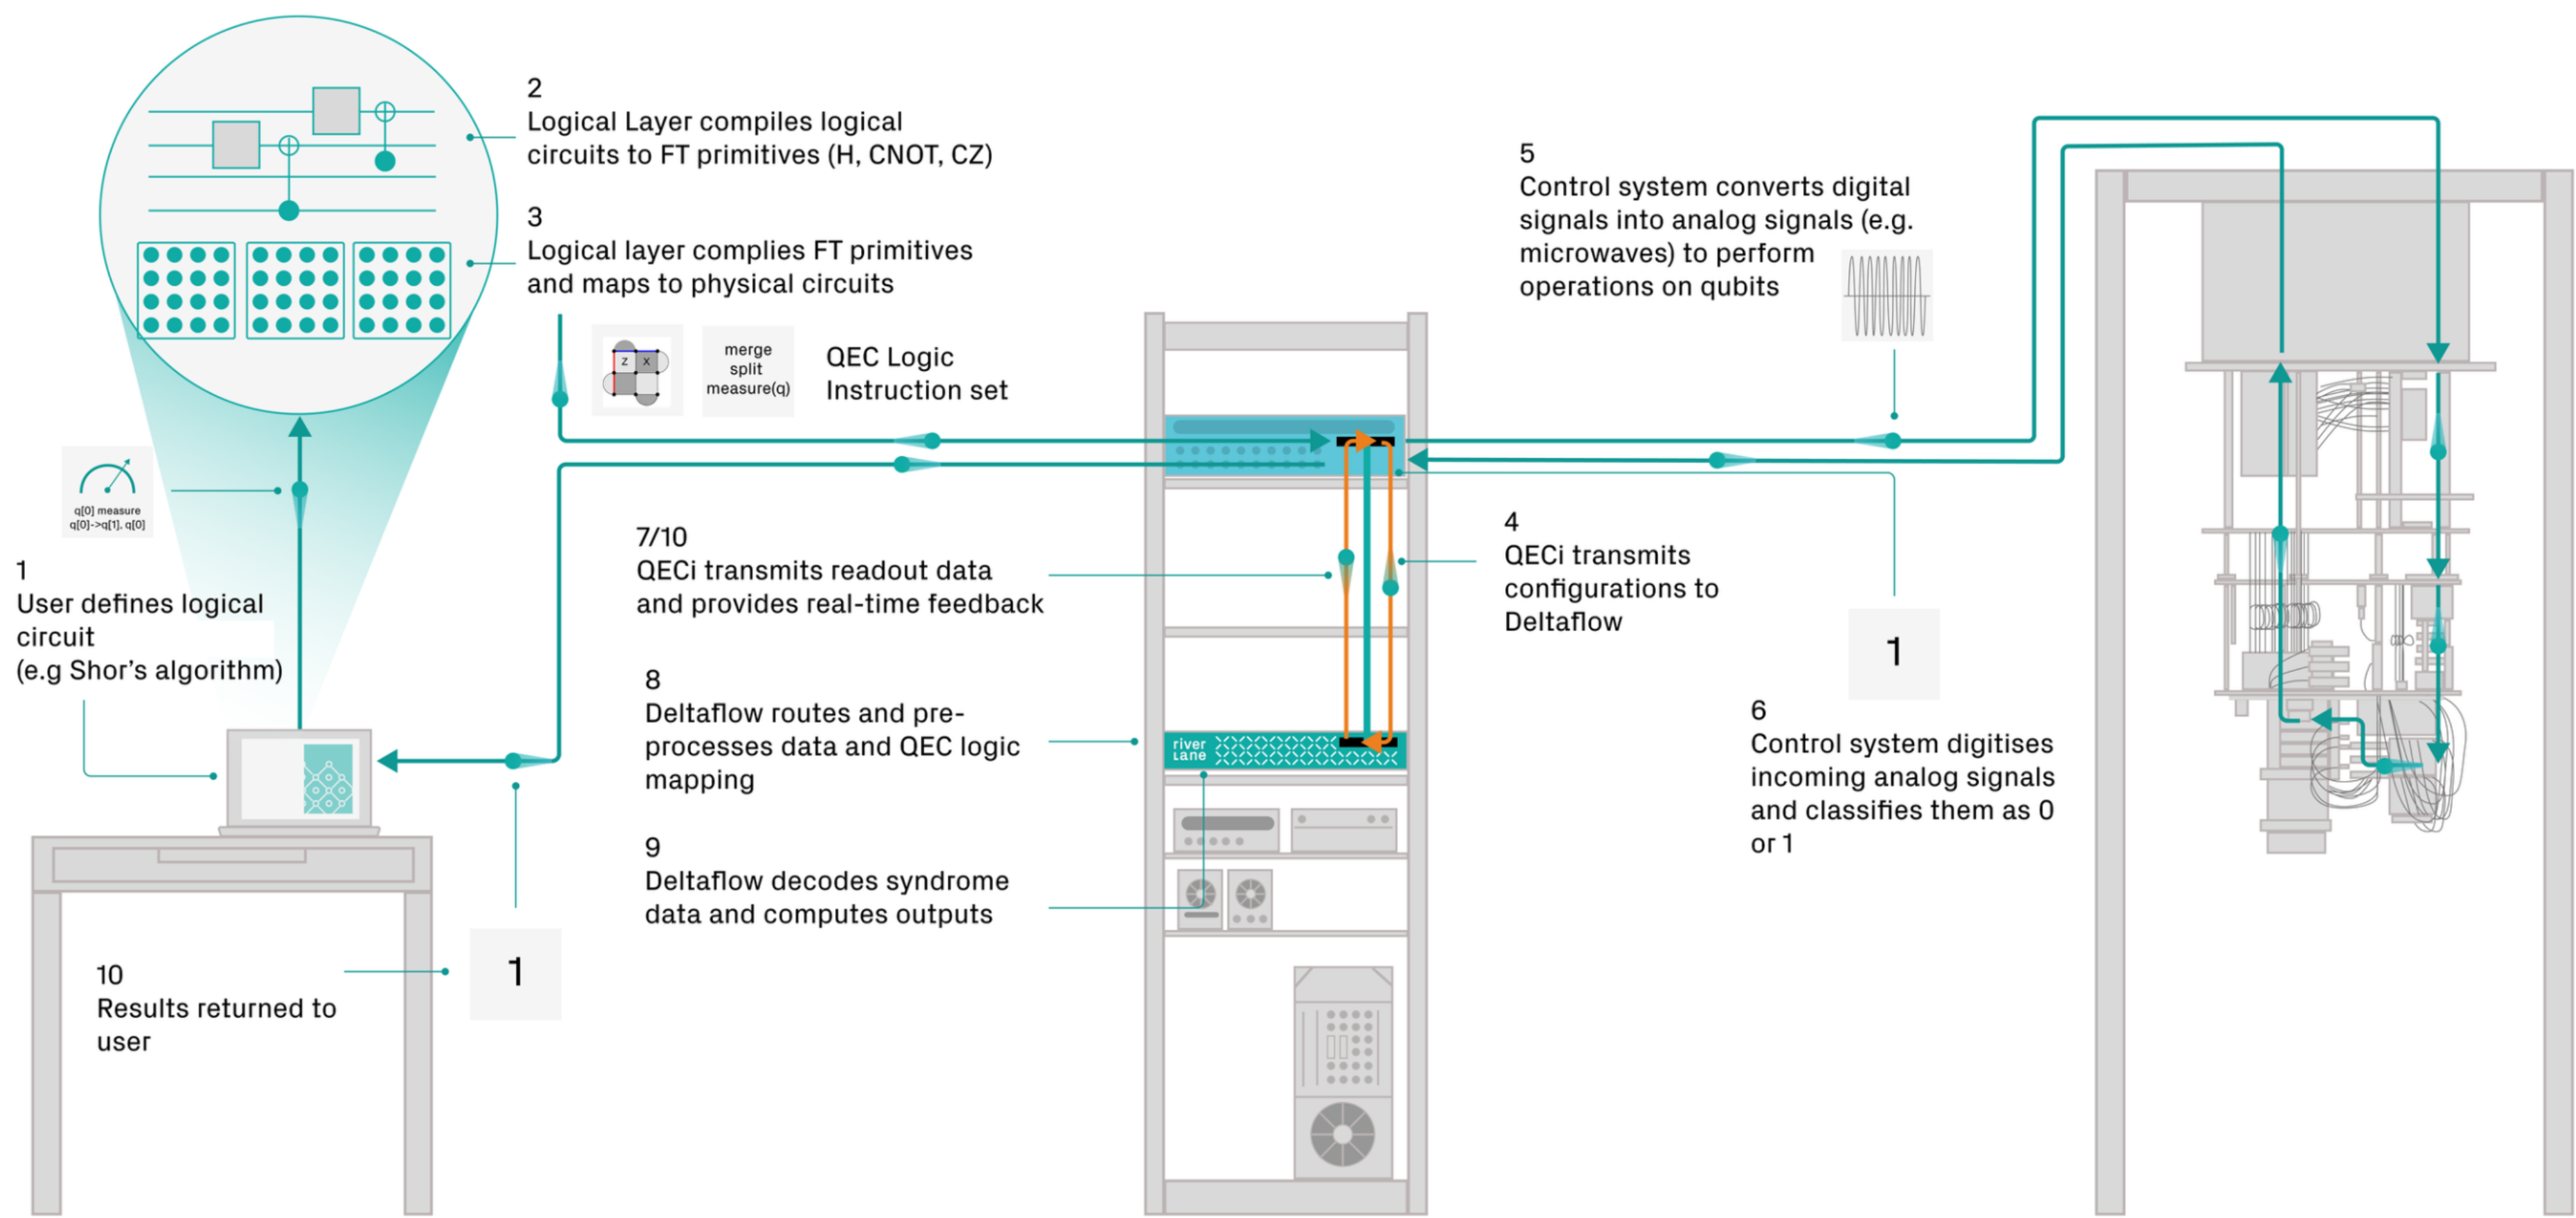 2
Logical Layer compiles logical
circuits to FT primitives (H, CNOT, CZ)
3
Logical layer complies FT primitives
and maps to physical circuits
z x
merge
split
measure(q)
QEC Logic
Instruction set
q[0] measure
q[0]->q[1], q[0]
1
User defines logical
circuit
(e.g Shor’s algorithm)
10
Results returned to
user
1
7/10
QECi transmits readout data
and provides real-time feedback
8
Deltaflow routes and pre-
processes data and QEC logic
mapping
9
Deltaflow decodes syndrome
data and computes outputs
river
lane
4
QECi transmits
configurations to
Deltaflow
5
Control system converts digital
signals into analog signals (e.g.
microwaves) to perform
operations on qubits
1
6
Control system digitises
incoming analog signals
and classifies them as 0
or 1